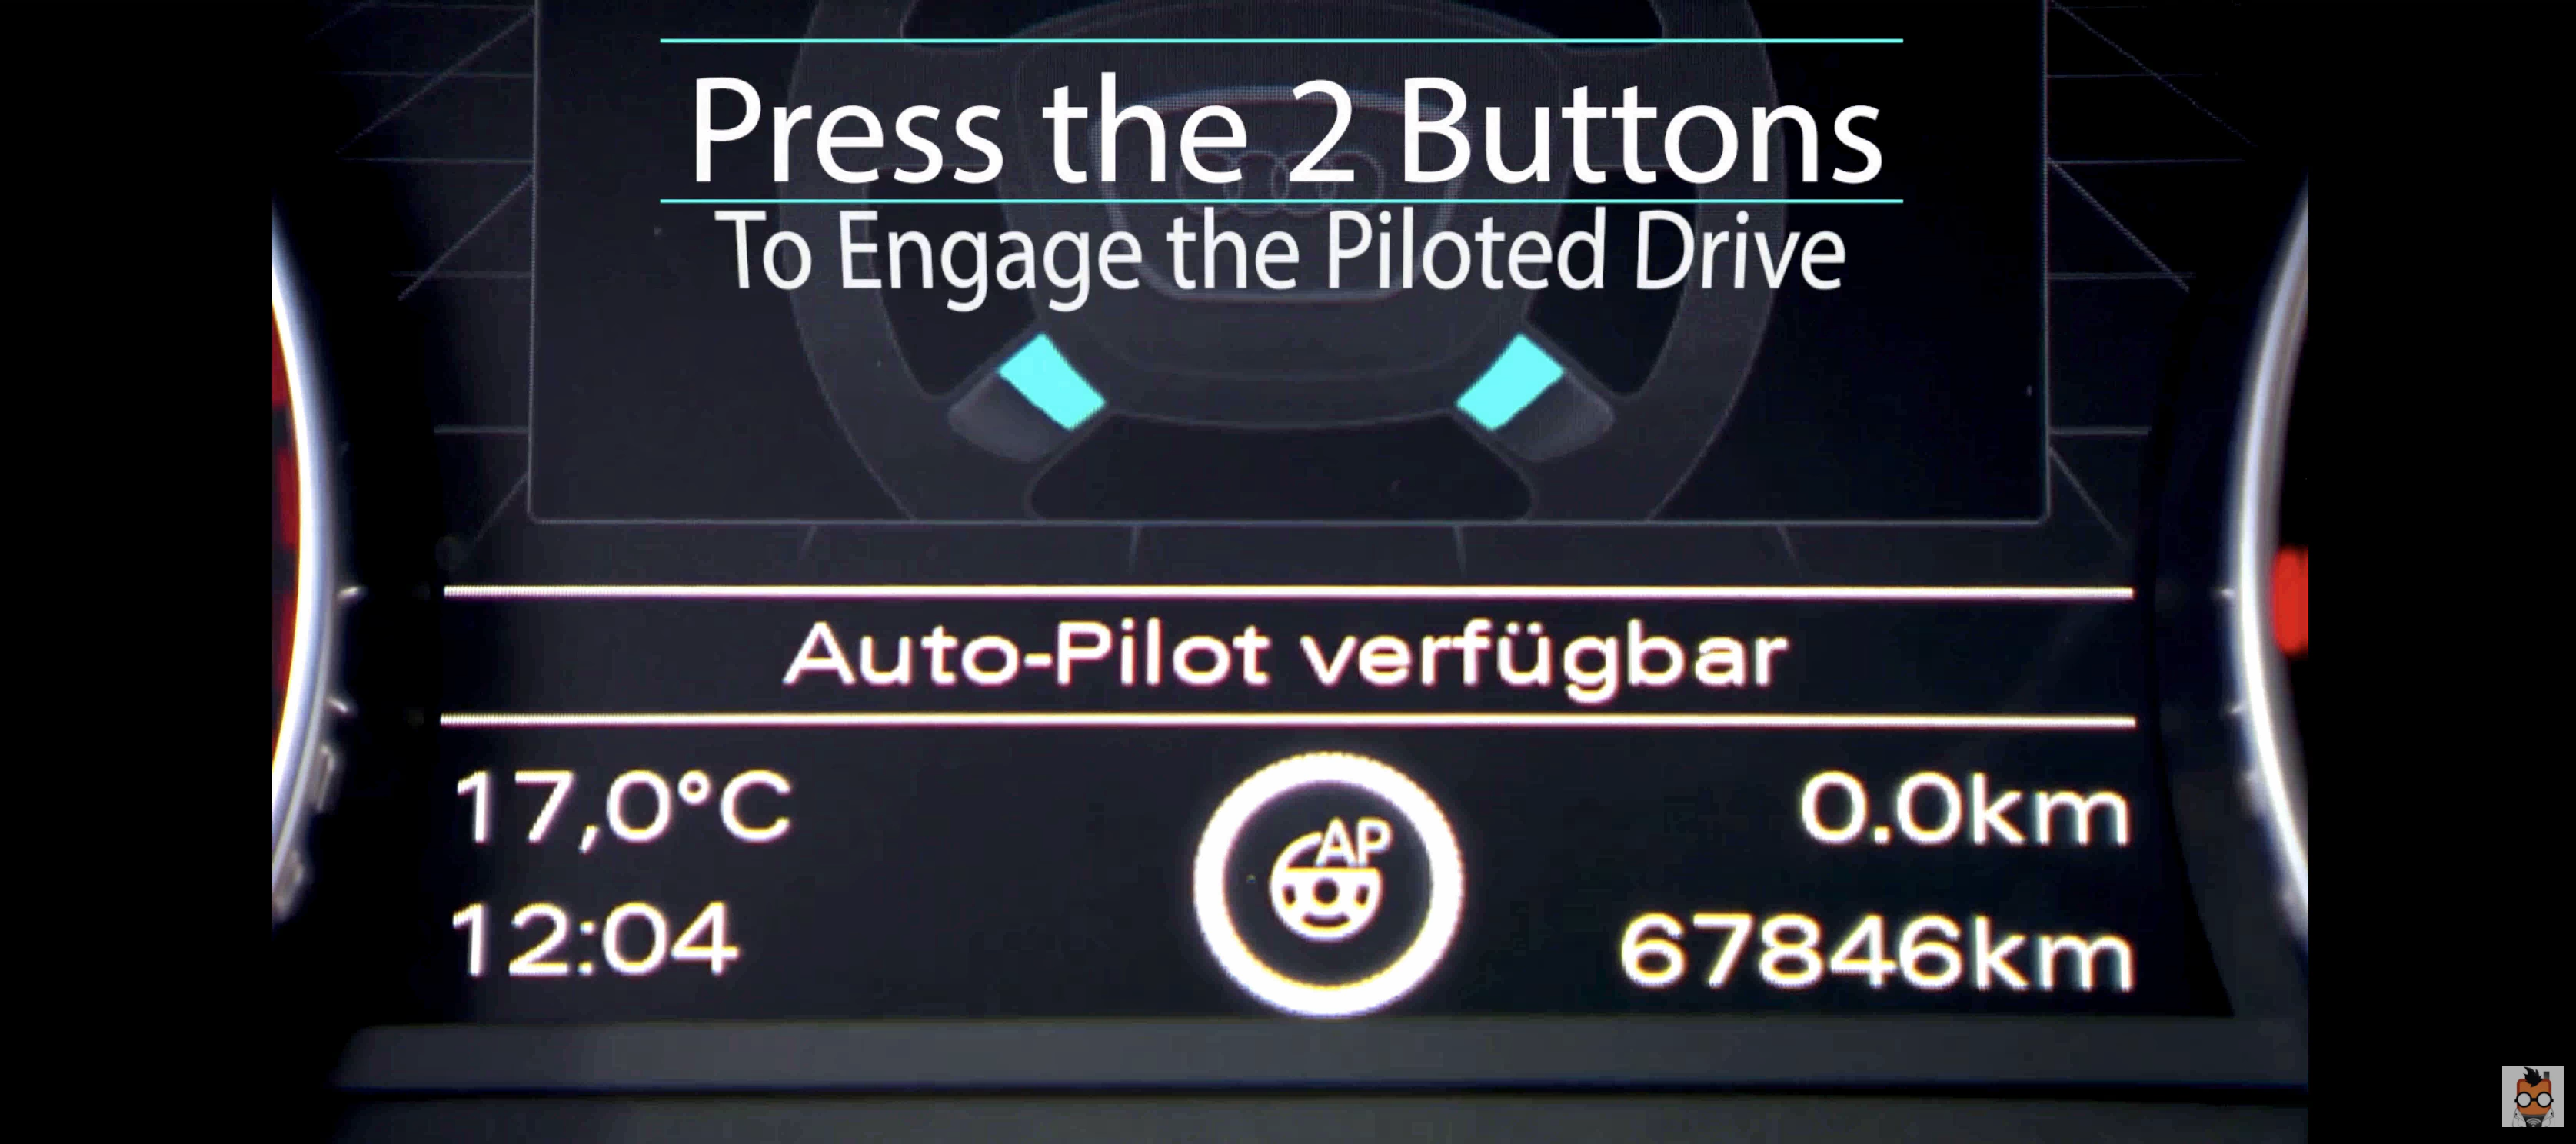 Press the 2 Buttons
To Engage the Piloted Drive
Auto-Pilot verfügbar
17,0°C
0.0km
AP
12:04
67846km